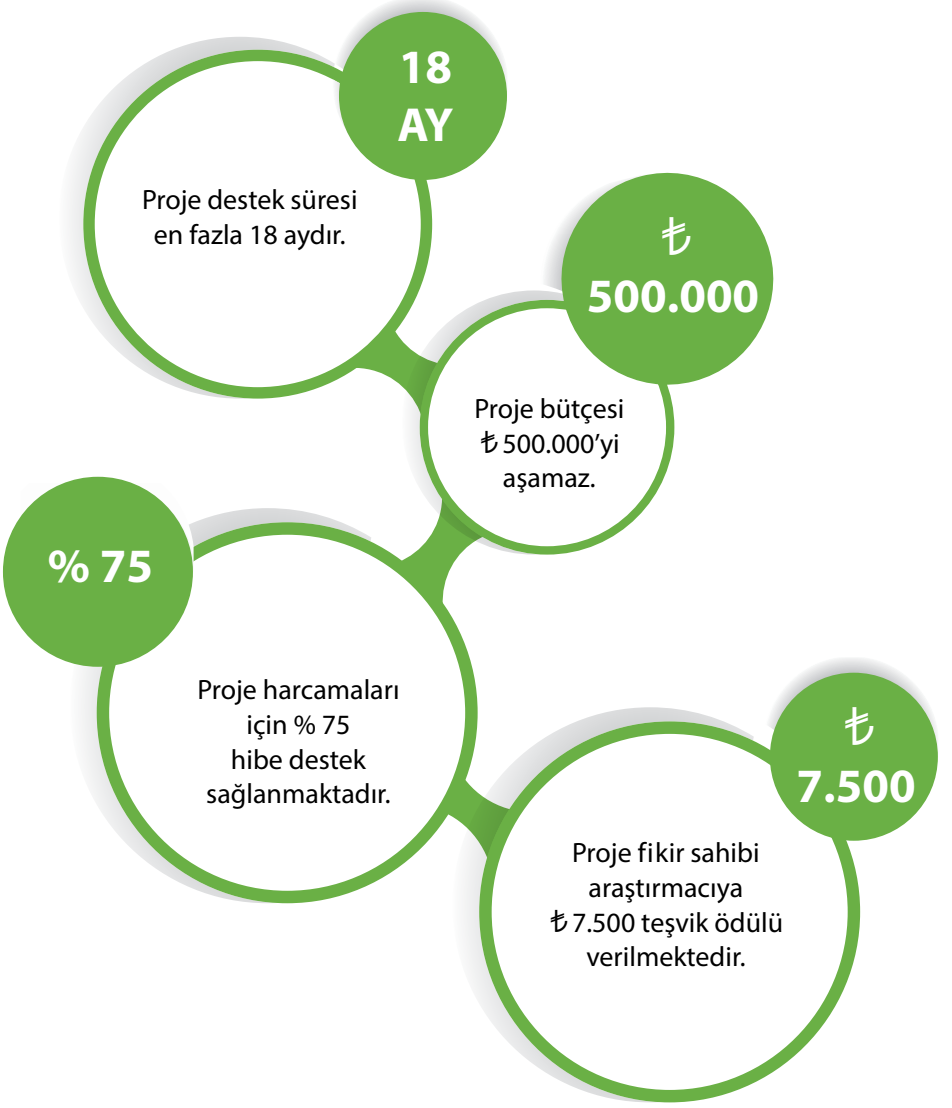 18
AY
Proje destek süresi
en fazla 18 aydır.
₺
500.000
Proje bütçesi
₺ 500.000’yi
aşamaz.
% 75
Proje harcamaları
için % 75
hibe destek
sağlanmaktadır.
₺
7.500
Proje fikir sahibi
araştırmacıya
₺ 7.500 teşvik ödülü
verilmektedir.